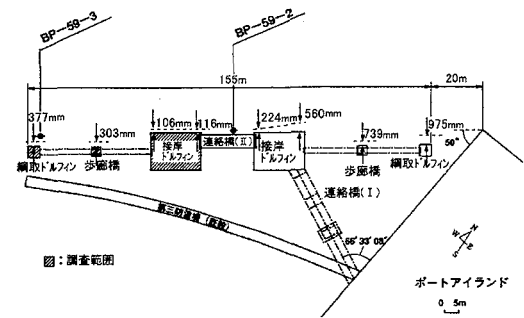 BP-59-3
BP-59-2
155m
20m
377mm
303mm
106mm
116mm
224mm
560mm
739mm
975mm
50°
綱取ドルフィン
歩廊橋
接岸
ドルフィン
連絡橋(Ⅱ)
接岸
ドルフィン
歩廊橋
綱取ドルフィン
連絡橋(Ⅰ)
66°33′03″
:調査範囲
N
E
W
S
ポートアイランド
0 5m